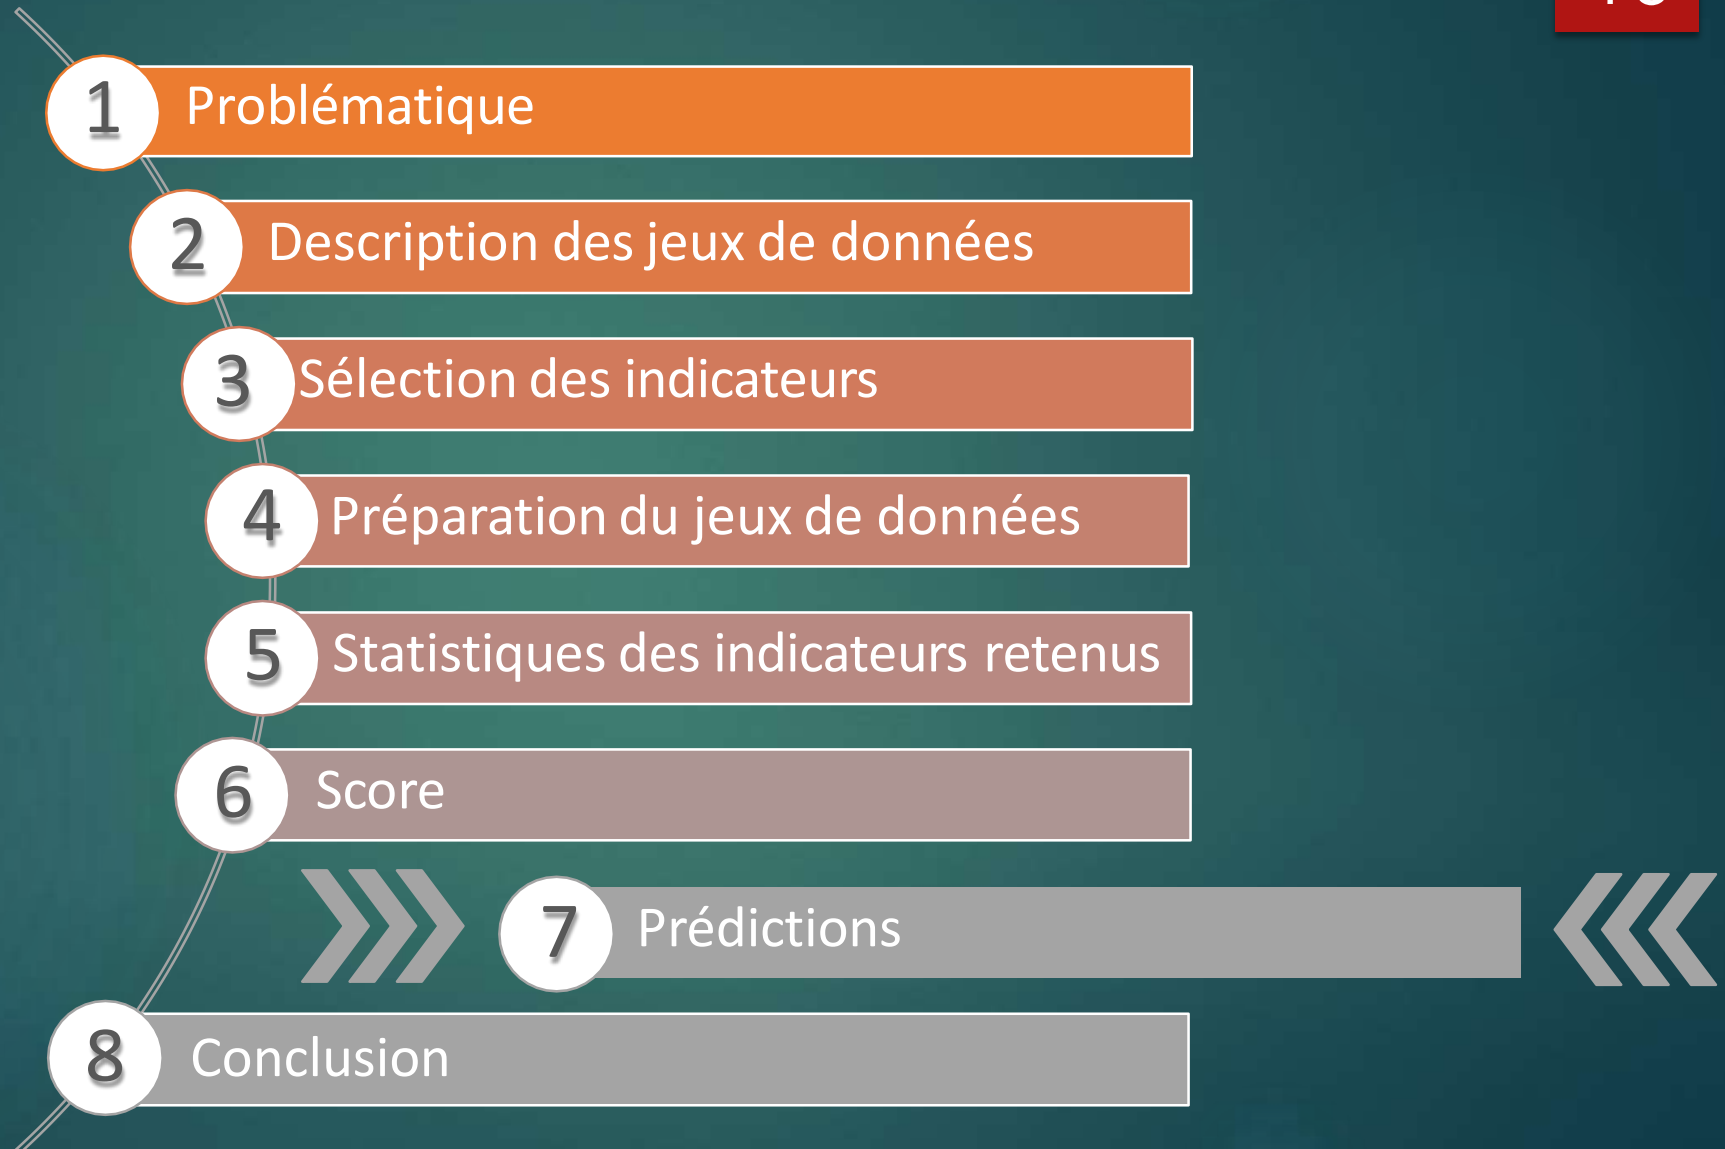 1 Problématique
2 Description des jeux de données
3 Sélection des indicateurs
4 Préparation du jeux de données
5 Statistiques des indicateurs retenus
6 Score
7 Prédictions
8 Conclusion